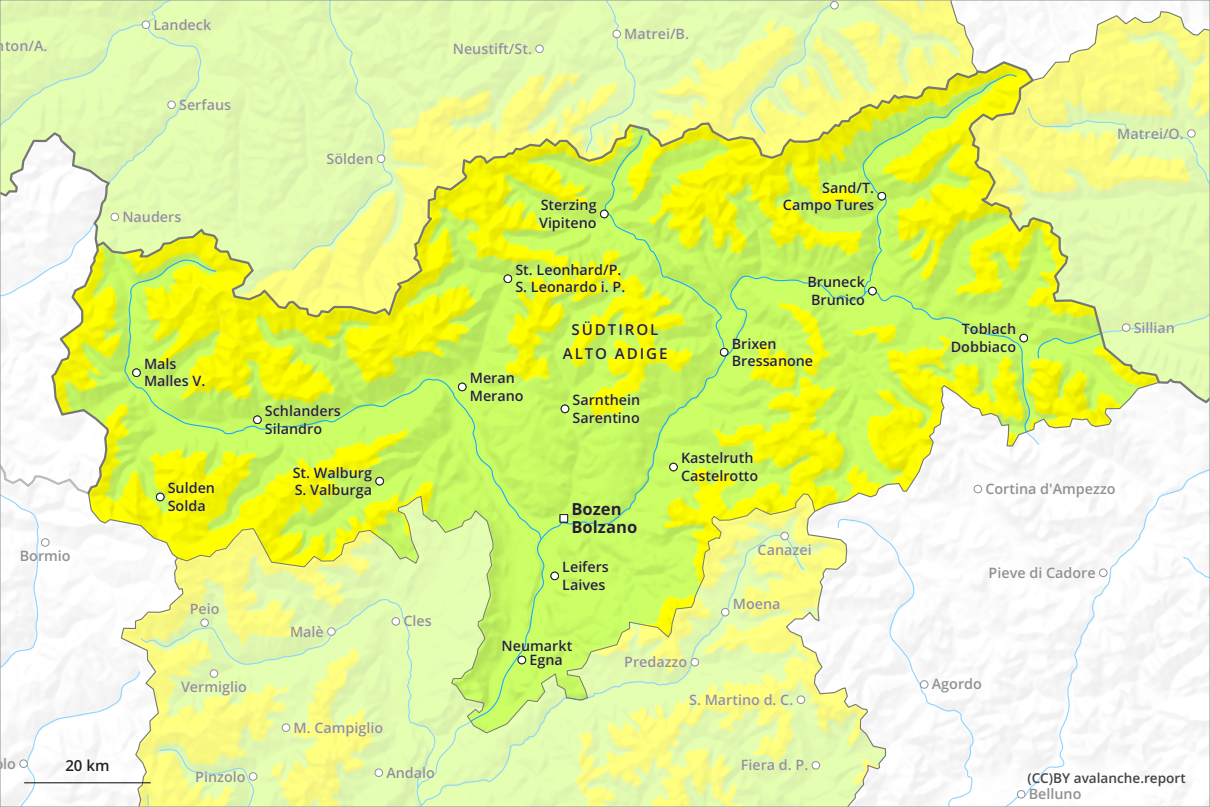 Landeck
Matrei/B.
Neustift/St.
nton/A.
Serfaus
Matrei/O.
Sölden
Sand/T.
Campo Tures
Sterzing
Vipiteno
Nauders
St. Leonhard/P.
S. Leonardo i. P.
Bruneck
Brunico
SÜDTIROL
ALTO ADIGE
Toblach
Dobbiaco
Sillian
Brixen
Bressanone
Mals
Malles V.
Meran
Merano
Sarnthein
Sarentino
Schlanders
Silandro
Kastelruth
Castelrotto
St. Walburg
S. Valburga
Sulden
Solda
Cortina d'Ampezzo
Bozen
Bolzano
Bormio
Canazei
Leifers
Laives
Pieve di Cadore
Peio
Moena
Malè
Cles
Neumarkt
Egna
Predazzo
Vermiglio
Agordo
S. Martino d. C.
M. Campiglio
olo
20 km
Pinzolo
Andalo
Fiera d. P.
(CC)BY avalanche.report
Belluno